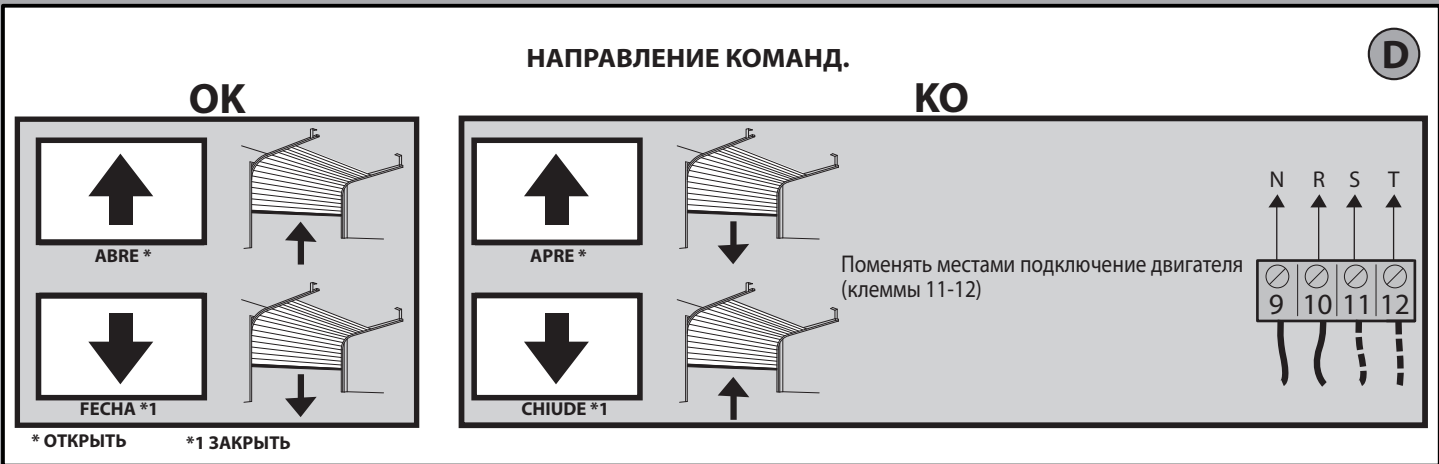 НАПРАВЛЕНИЕ КОМАНД.
D
OK
ABRE *
FECHA *1
* ОТКРЫТЬ *1 ЗАКРЫТЬ
KO
APRE *
CHIUDE *1
Поменять местами подключение двигателя
(клеммы 11-12)
N R S T
9 10 11 12